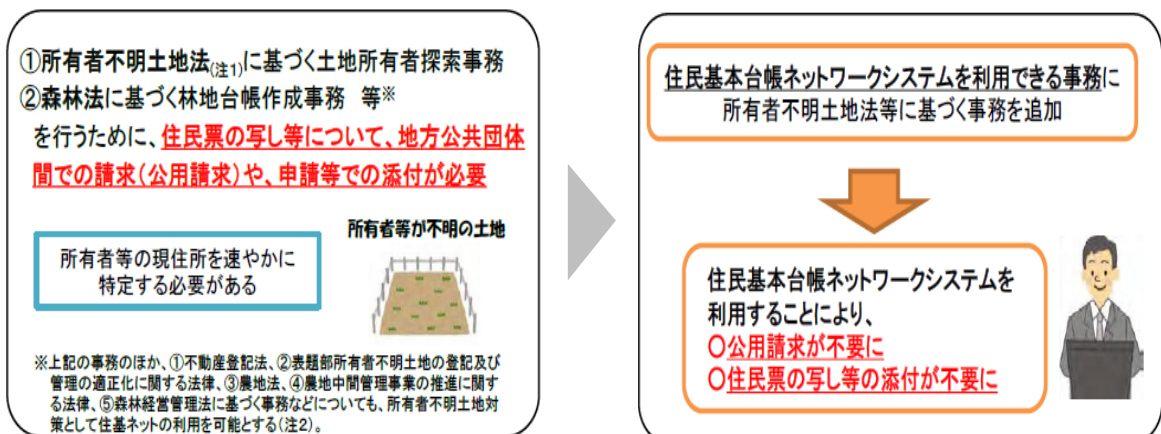 ①所有者不明土地法(注1)に基づく土地所有者探索事務
②森林法に基づく林地台帳作成事務 等※
を行うために、住民票の写し等について、地方公共団体
間での請求(公用請求)や、申請等での添付が必要
所有者等が不明の土地
所有者等の現住所を速やかに
特定する必要がある
※上記の事務のほか、①不動産登記法、②表題部所有者不明土地の登記及び
管理の適正化に関する法律、③農地法、④農地中間管理事業の推進に関す
る法律、⑤森林経営管理法に基づく事務などについても、所有者不明土地対
策として住基ネットの利用を可能とする(注2)。
住民基本台帳ネットワークシステムを利用できる事務に
所有者不明土地法等に基づく事務を追加
住民基本台帳ネットワークシステムを
利用することにより、
○公用請求が不要に
○住民票の写し等の添付が不要に